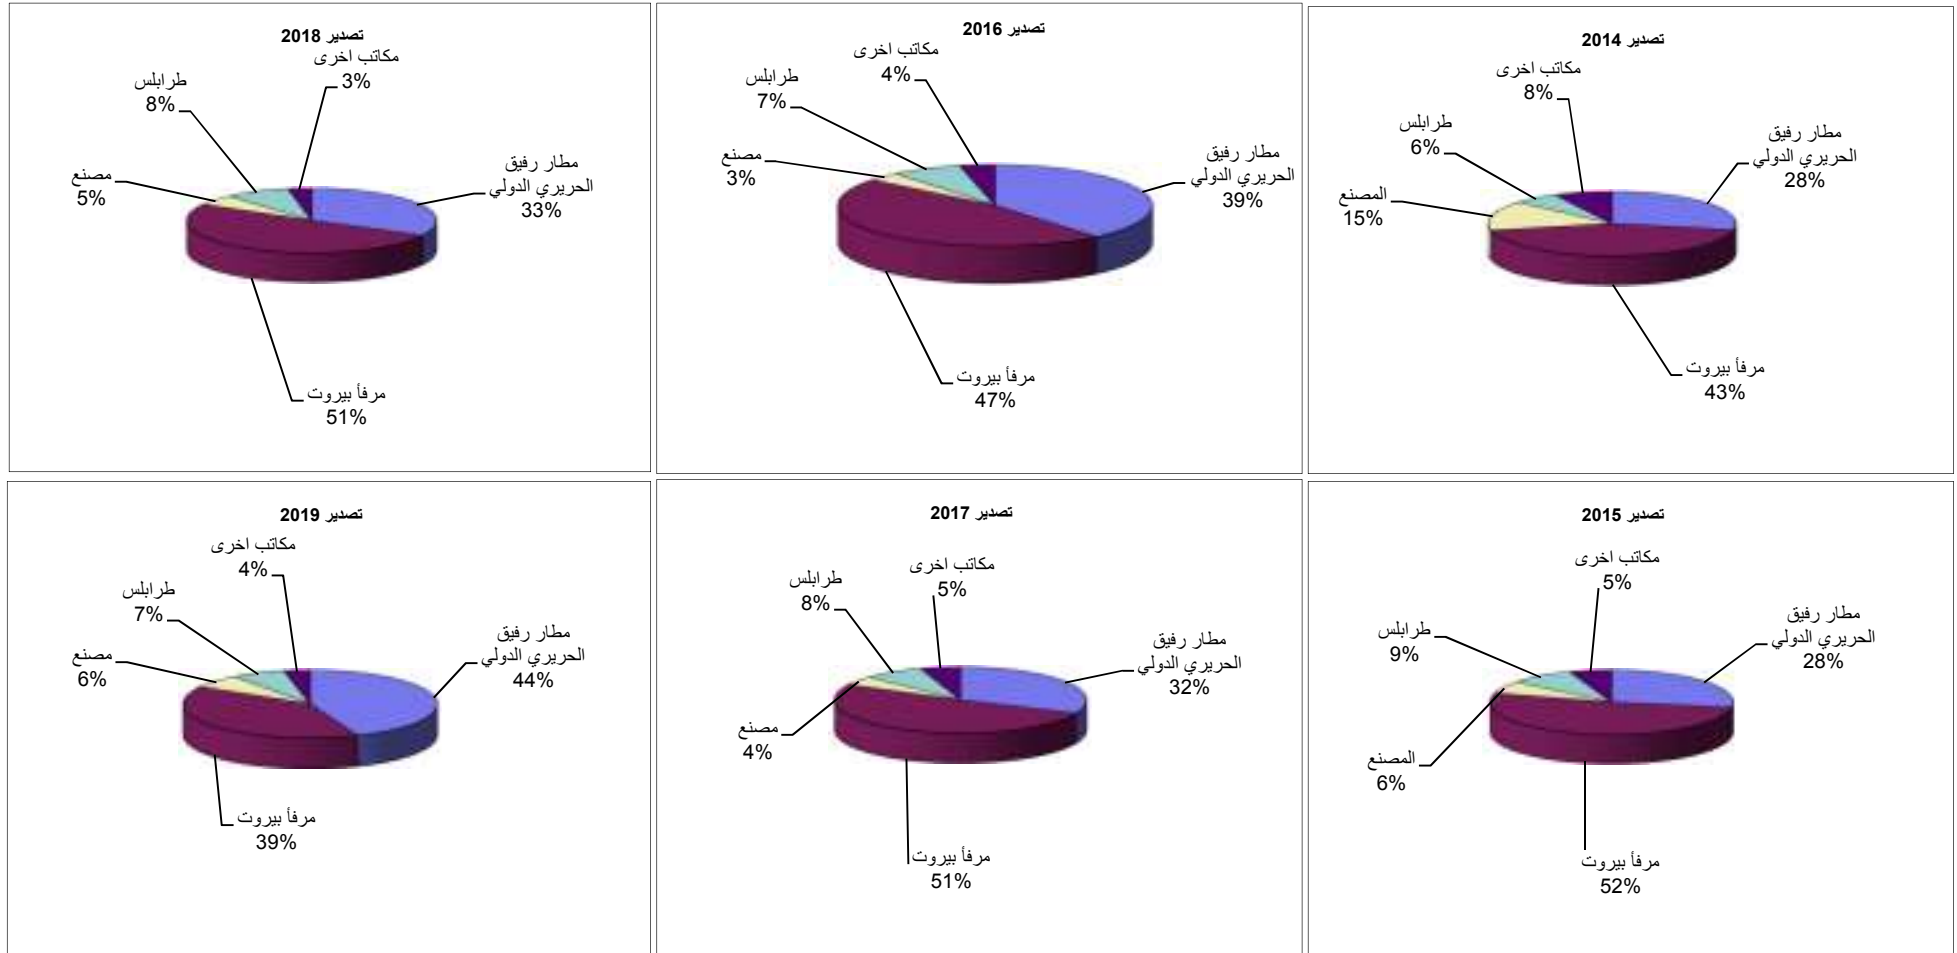 تصدير 2014
مكاتب اخرى
8%
طرابلس
6%
مطار رفيق
الحريري الدولي
28%
المصنع
15%
مرفأ بيروت
43%
تصدير 2016
مكاتب اخرى
4%
طرابلس
7%
مطار رفيق
الحريري الدولي
39%
مصنع
3%
مرفأ بيروت
47%
تصدير 2018
مكاتب اخرى
3%
طرابلس
8%
مطار رفيق
الحريري الدولي
33%
مصنع
5%
مرفأ بيروت
51%
تصدير 2015
مكاتب اخرى
5%
مطار رفيق
الحريري الدولي
28%
طرابلس
9%
المصنع
6%
مرفأ بيروت
52%
تصدير 2017
مكاتب اخرى
5%
طرابلس
8%
مطار رفيق
الحريري الدولي
32%
مصنع
4%
مرفأ بيروت
51%
تصدير 2019
مكاتب اخرى
4%
طرابلس
7%
مطار رفيق
الحريري الدولي
44%
مصنع
6%
مرفأ بيروت
39%